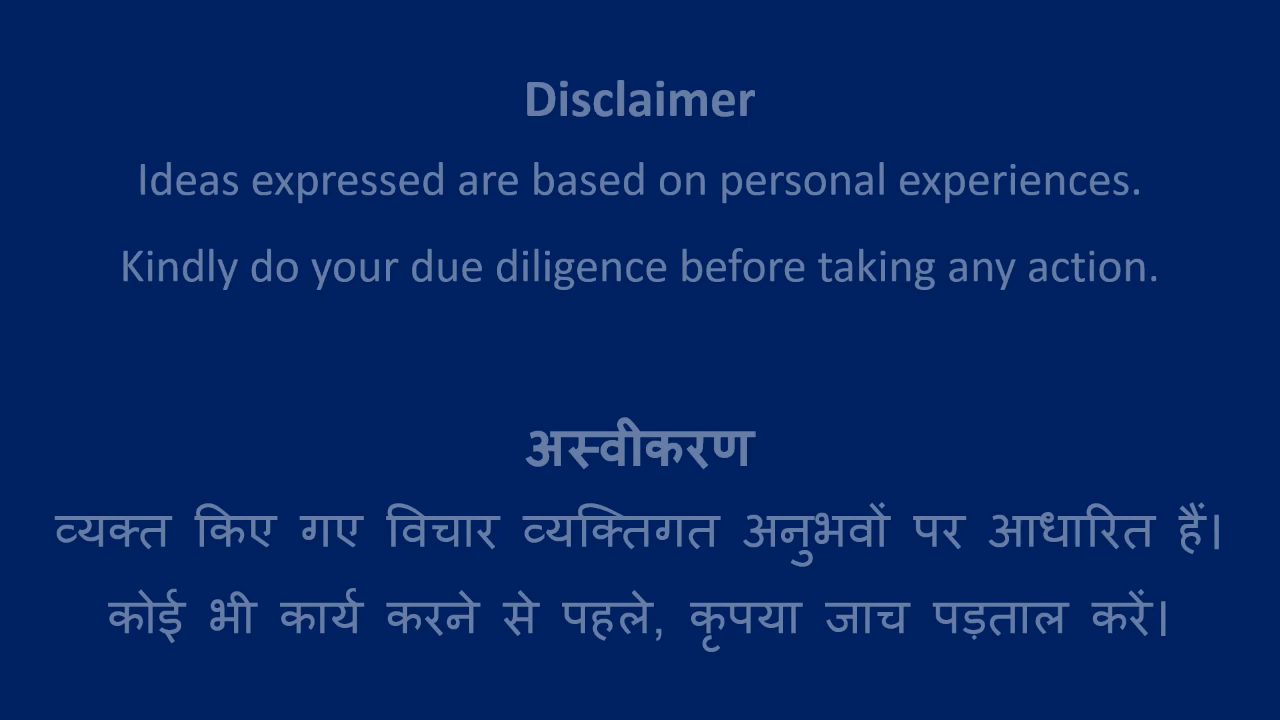 Disclaimer
Ideas expressed are based on personal experiences.
Kindly do your due diligence before taking any action.
अस्वीकरण
व्यक्त किए गए विचार व्यक्तिगत अनुभवों पर आधारित हैं।
कोई भी कार्य करने से पहले, कृपया जाच पड़ताल करें।